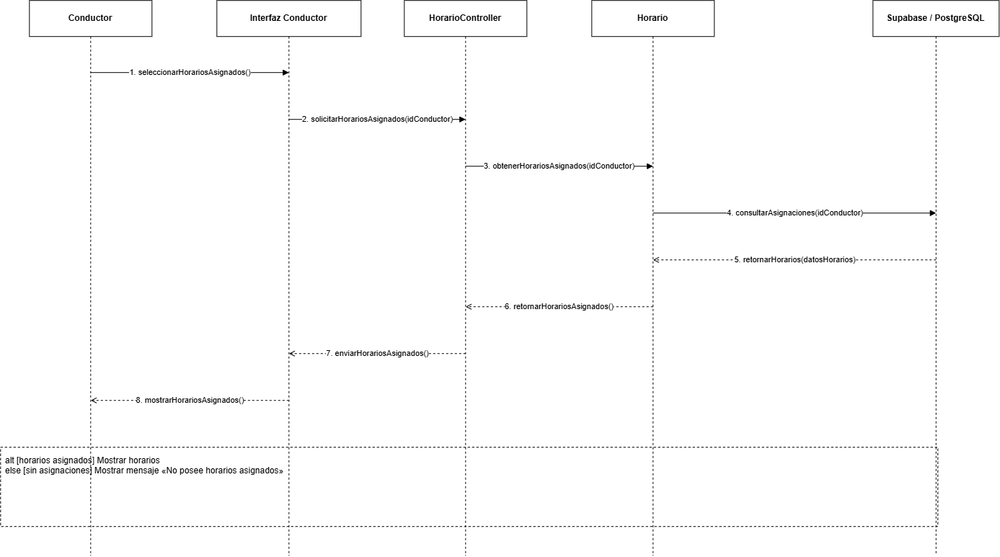 Conductor
Interfaz Conductor
HorarioController
Horario
Supabase / PostgreSQL
1. seleccionarHorariosAsignados()
2. solicitarHorariosAsignados(idConductor)
3. obtenerHorariosAsignados(idConductor)
4. consultarAsignaciones(idConductor)
5. retornarHorarios(datosHorarios)
6. retornarHorariosAsignados()
7. enviarHorariosAsignados()
8. mostrarHorariosAsignados()
alt [horarios asignados] Mostrar horarios
else [sin asignaciones] Mostrar mensaje «No posee horarios asignados»